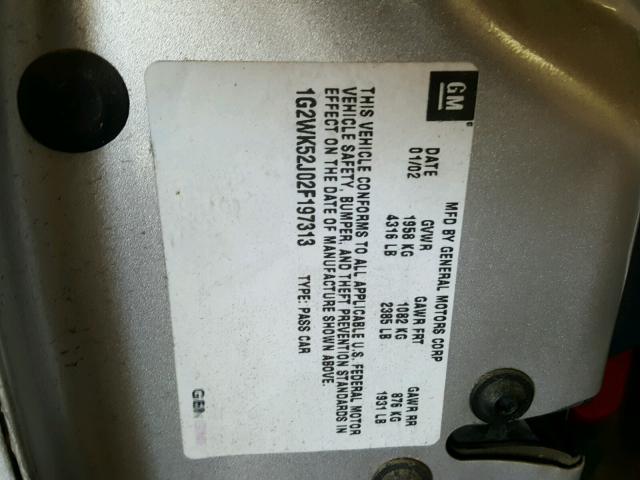 GM
MFD BY GENERAL MOTORS CORP
DATE GVWR GAWR FRT GAWR RR
01/02 1958 KG 1082 KG 876 KG
4316 LB 2385 LB 1931 LB
THIS VEHICLE CONFORMS TO ALL APPLICABLE U.S. FEDERAL MOTOR
VEHICLE SAFETY, BUMPER, AND THEFT PREVENTION STANDARDS IN
EFFECT ON THE DATE OF MANUFACTURE SHOWN ABOVE.
1G2WK52J02F197313 TYPE: PASS CAR